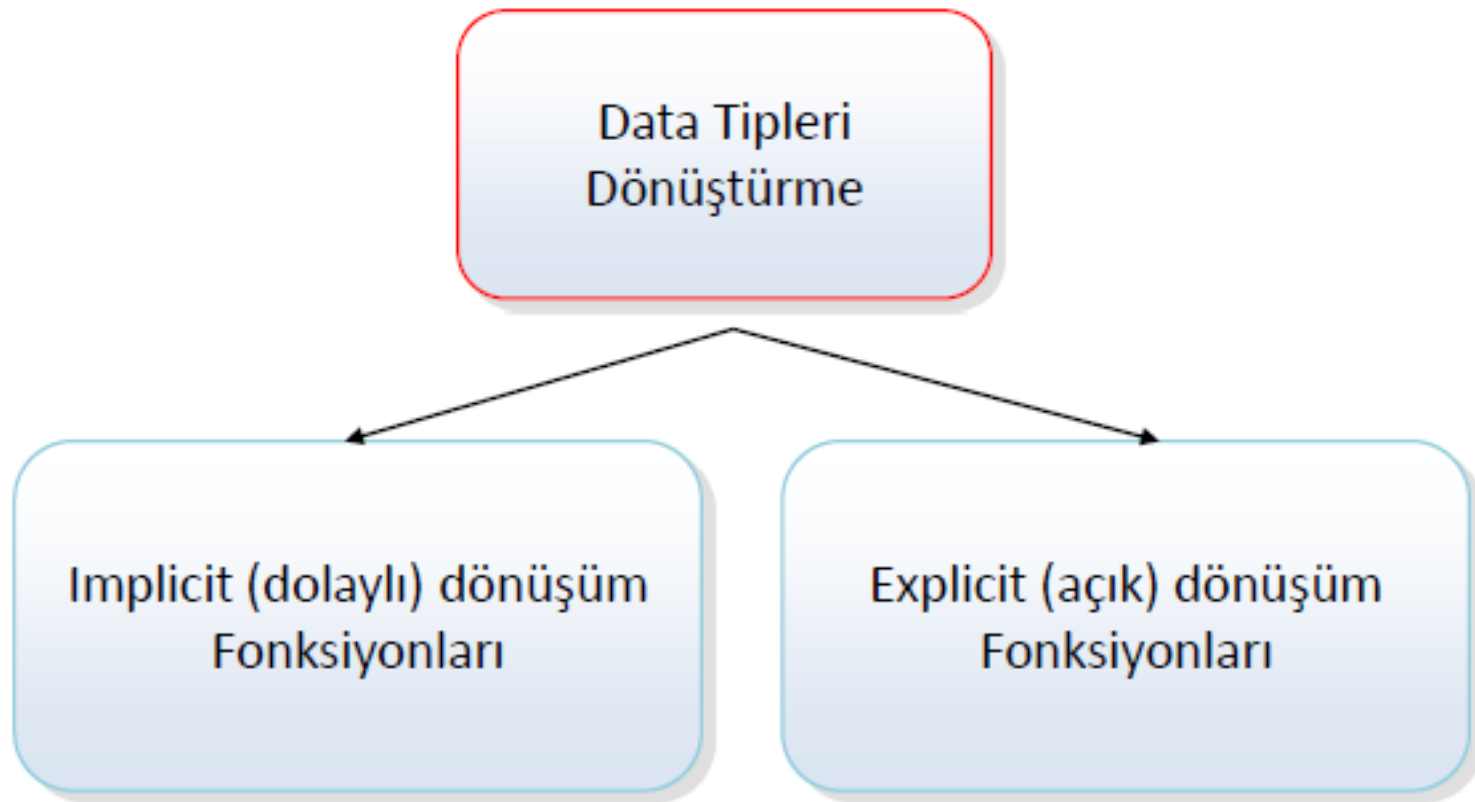 Data Tipleri
Dönüştürme
Implicit (dolaylı) dönüşüm
Fonksiyonları
Explicit (açık) dönüşüm
Fonksiyonları